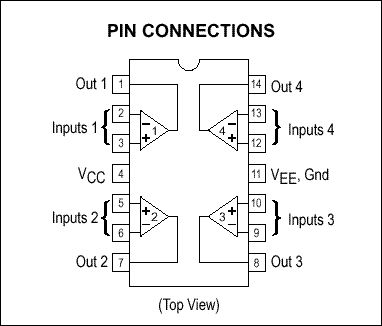 PIN CONNECTIONS
Out 1 1 14 Out 4
Inputs 1 2 3 1 4 13 12 Inputs 4
VCC 4 11 VEE, Gnd
Inputs 2 5 6 2 3 10 9 Inputs 3
Out 2 7 8 Out 3
(Top View)